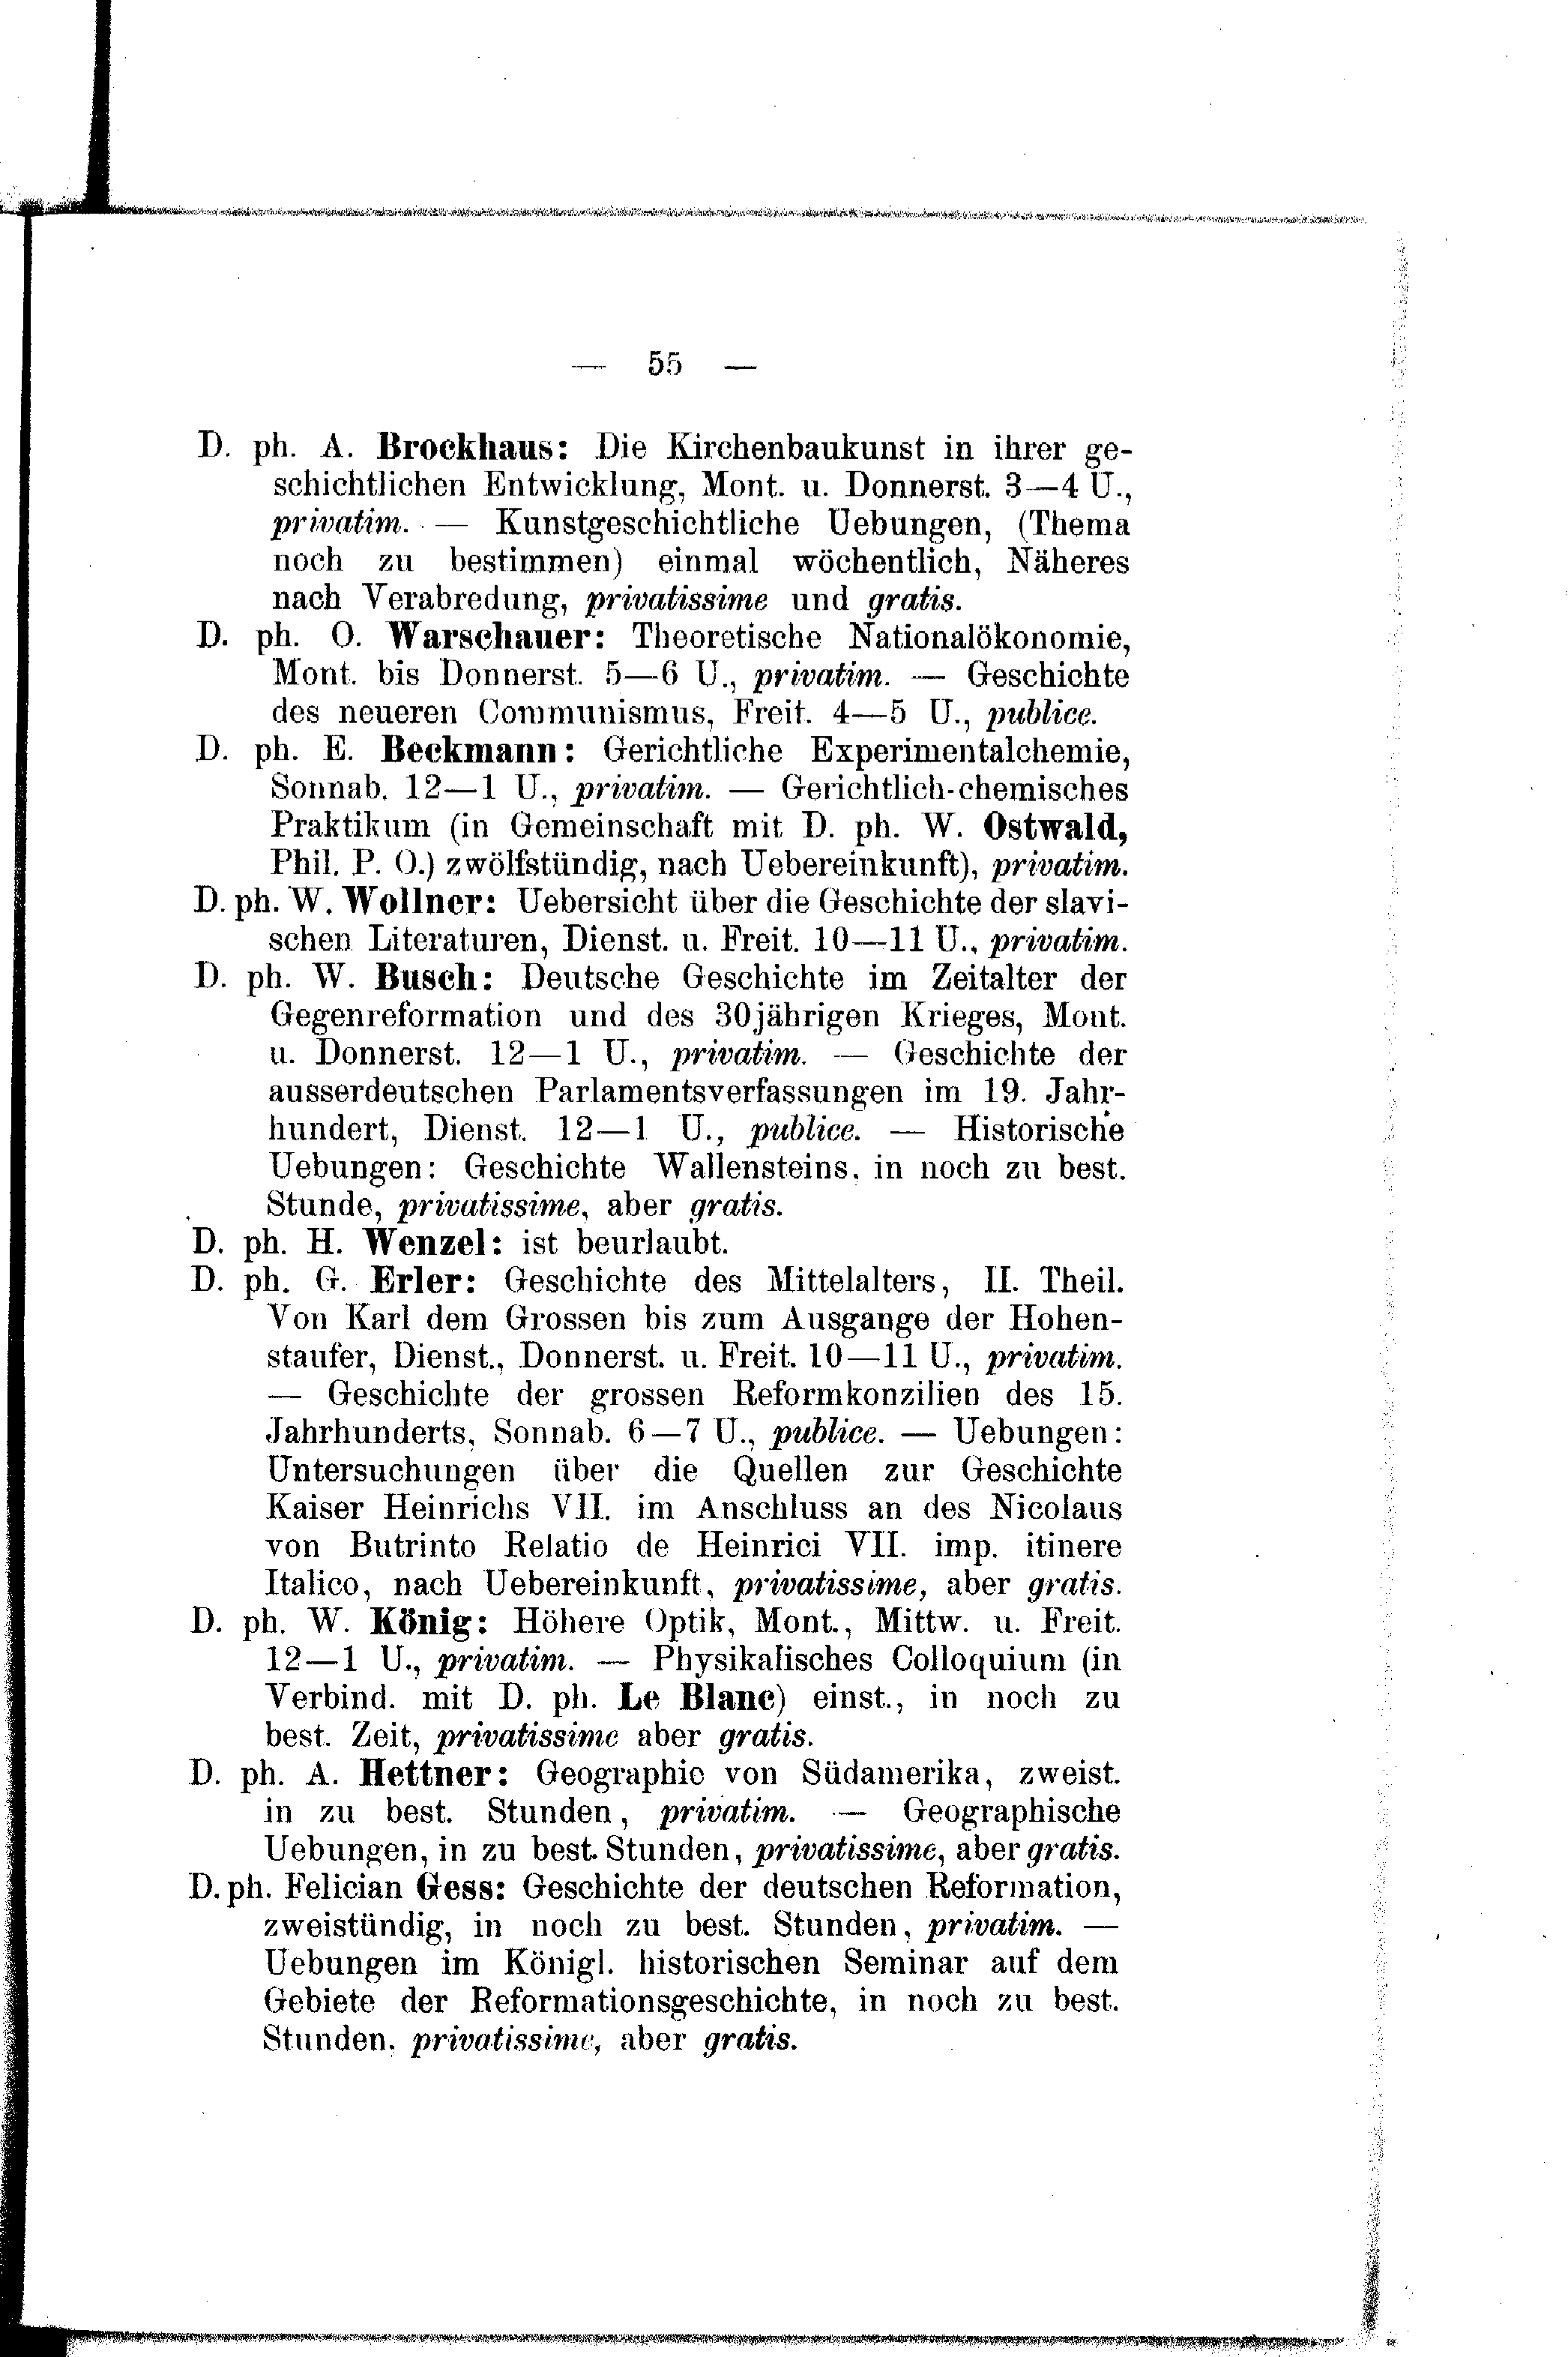 — 55 —
D. ph. A. Brockhaus: Die Kirchenbaukunst in ihrer ge-
schichtlichen Entwicklung, Mont. u. Donnerst. 3—4 U.,
privatim. — Kunstgeschichtliche Uebungen, (Thema
noch zu bestimmen) einmal wöchentlich, Näheres
nach Verabredung, privatissime und gratis.
D. ph. O. Warschauer: Theoretische Nationalökonomie,
Mont. bis Donnerst. 5—6 U., privatim. — Geschichte
des neueren Communismus, Freit. 4—5 U., publice.
D. ph. E. Beckmann: Gerichtliche Experimentalchemie,
Sonnab. 12—1 U., privatim. — Gerichtlich-chemisches
Praktikum (in Gemeinschaft mit D. ph. W. Ostwald,
Phil. P. O.) zwölfstündig, nach Uebereinkunft), privatim.
D. ph. W. Wollner: Uebersicht über die Geschichte der slavi-
schen Literaturen, Dienst. u. Freit. 10—11 U., privatim.
D. ph. W. Busch: Deutsche Geschichte im Zeitalter der
Gegenreformation und des 30jährigen Krieges, Mont.
u. Donnerst. 12—1 U., privatim. — Geschichte der
ausserdeutschen Parlamentsverfassungen im 19. Jahr-
hundert, Dienst. 12—1 U., publice. — Historische
Uebungen: Geschichte Wallensteins, in noch zu best.
Stunde, privatissime, aber gratis.
D. ph. H. Wenzel: ist beurlaubt.
D. ph. G. Erler: Geschichte des Mittelalters, II. Theil.
Von Karl dem Grossen bis zum Ausgange der Hohen-
staufer, Dienst., Donnerst. u. Freit. 10—11 U., privatim.
— Geschichte der grossen Reformkonzilien des 15.
Jahrhunderts, Sonnab. 6—7 U., publice. — Uebungen:
Untersuchungen über die Quellen zur Geschichte
Kaiser Heinrichs VII. im Anschluss an des Nicolaus
von Butrinto Relatio de Heinrici VII. imp. itinere
Italico, nach Uebereinkunft, privatissime, aber gratis.
D. ph. W. König: Höhere Optik, Mont., Mittw. u. Freit.
12—1 U., privatim. — Physikalisches Colloquium (in
Verbind. mit D. ph. Le Blanc) einst., in noch zu
best. Zeit, privatissime aber gratis.
D. ph. A. Hettner: Geographie von Südamerika, zweist.
in zu best. Stunden, privatim. — Geographische
Uebungen, in zu best. Stunden, privatissime, aber gratis.
D. ph. Felician Gess: Geschichte der deutschen Reformation,
zweistündig, in noch zu best. Stunden, privatim. —
Uebungen im Königl. historischen Seminar auf dem
Gebiete der Reformationsgeschichte, in noch zu best.
Stunden, privatissime, aber gratis.